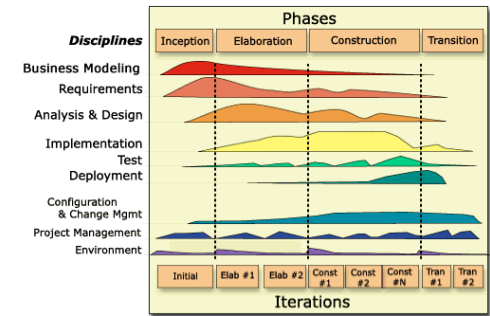 Phases
Disciplines
Inception Elaboration Construction Transition
Business Modeling
Requirements
Analysis & Design
Implementation
Test
Deployment
Configuration
& Change Mgmt
Project Management
Environment
Initial Elab #1 Elab #2 Const #1 Const #2 Const #N Tran #1 Tran #2
Iterations